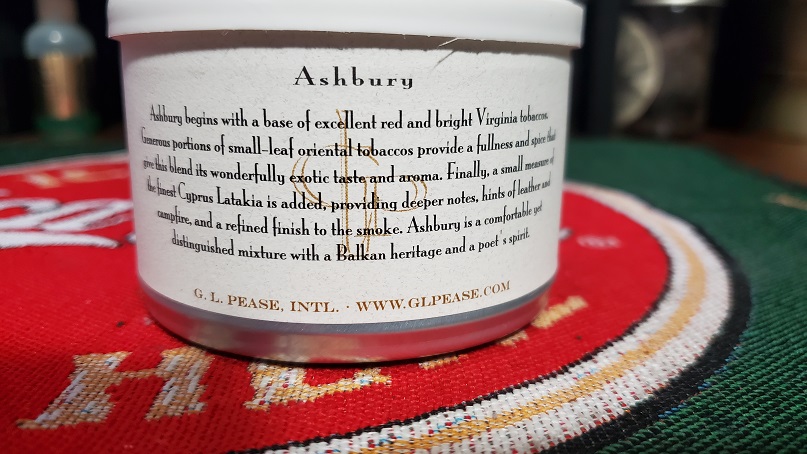 Ashbury
Ashbury begins with a base of excellent red and bright Virginia tobaccos.
Generous portions of small-leaf oriental tobaccos provide a fullness and spice that
give this blend its wonderfully exotic taste and aroma. Finally, a small measure of
the finest Cyprus Latakia is added, providing deeper notes, hints of leather and
campfire, and a refined finish to the smoke. Ashbury is a comfortable yet
distinguished mixture with a Balkan heritage and a poet's spirit.
G. L. PEASE, INTL. · WWW.GLPEASE.COM